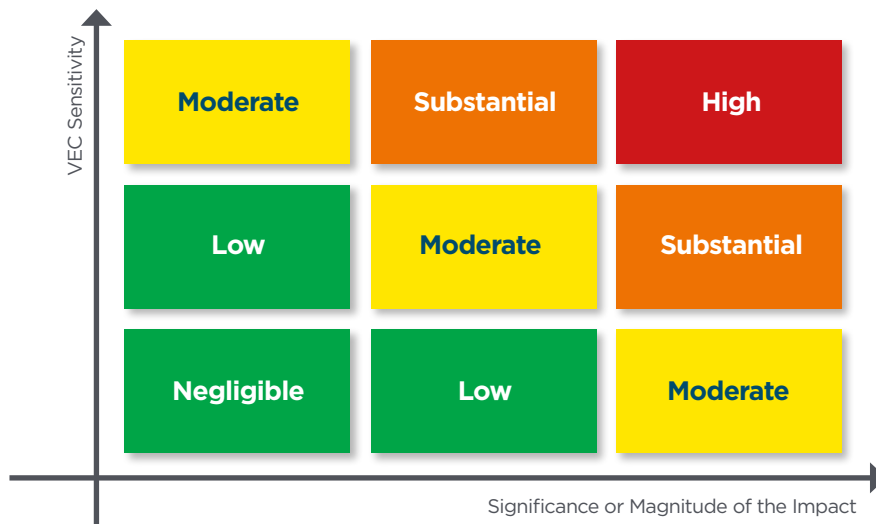 VEC Sensitivity
Moderate
Substantial
High
Low
Moderate
Substantial
Negligible
Low
Moderate
Significance or Magnitude of the Impact